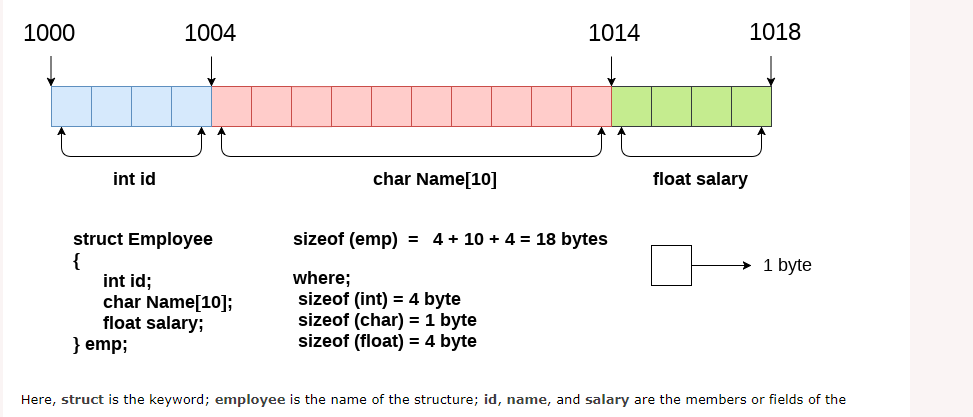 1000 1004 1014 1018
int id char Name[10] float salary
struct Employee sizeof (emp) = 4 + 10 + 4 = 18 bytes
{
1 byte
int id; where;
char Name[10]; sizeof (int) = 4 byte
float salary; sizeof (char) = 1 byte
} emp; sizeof (float) = 4 byte
Here, struct is the keyword; employee is the name of the structure; id, name, and salary are the members or fields of the